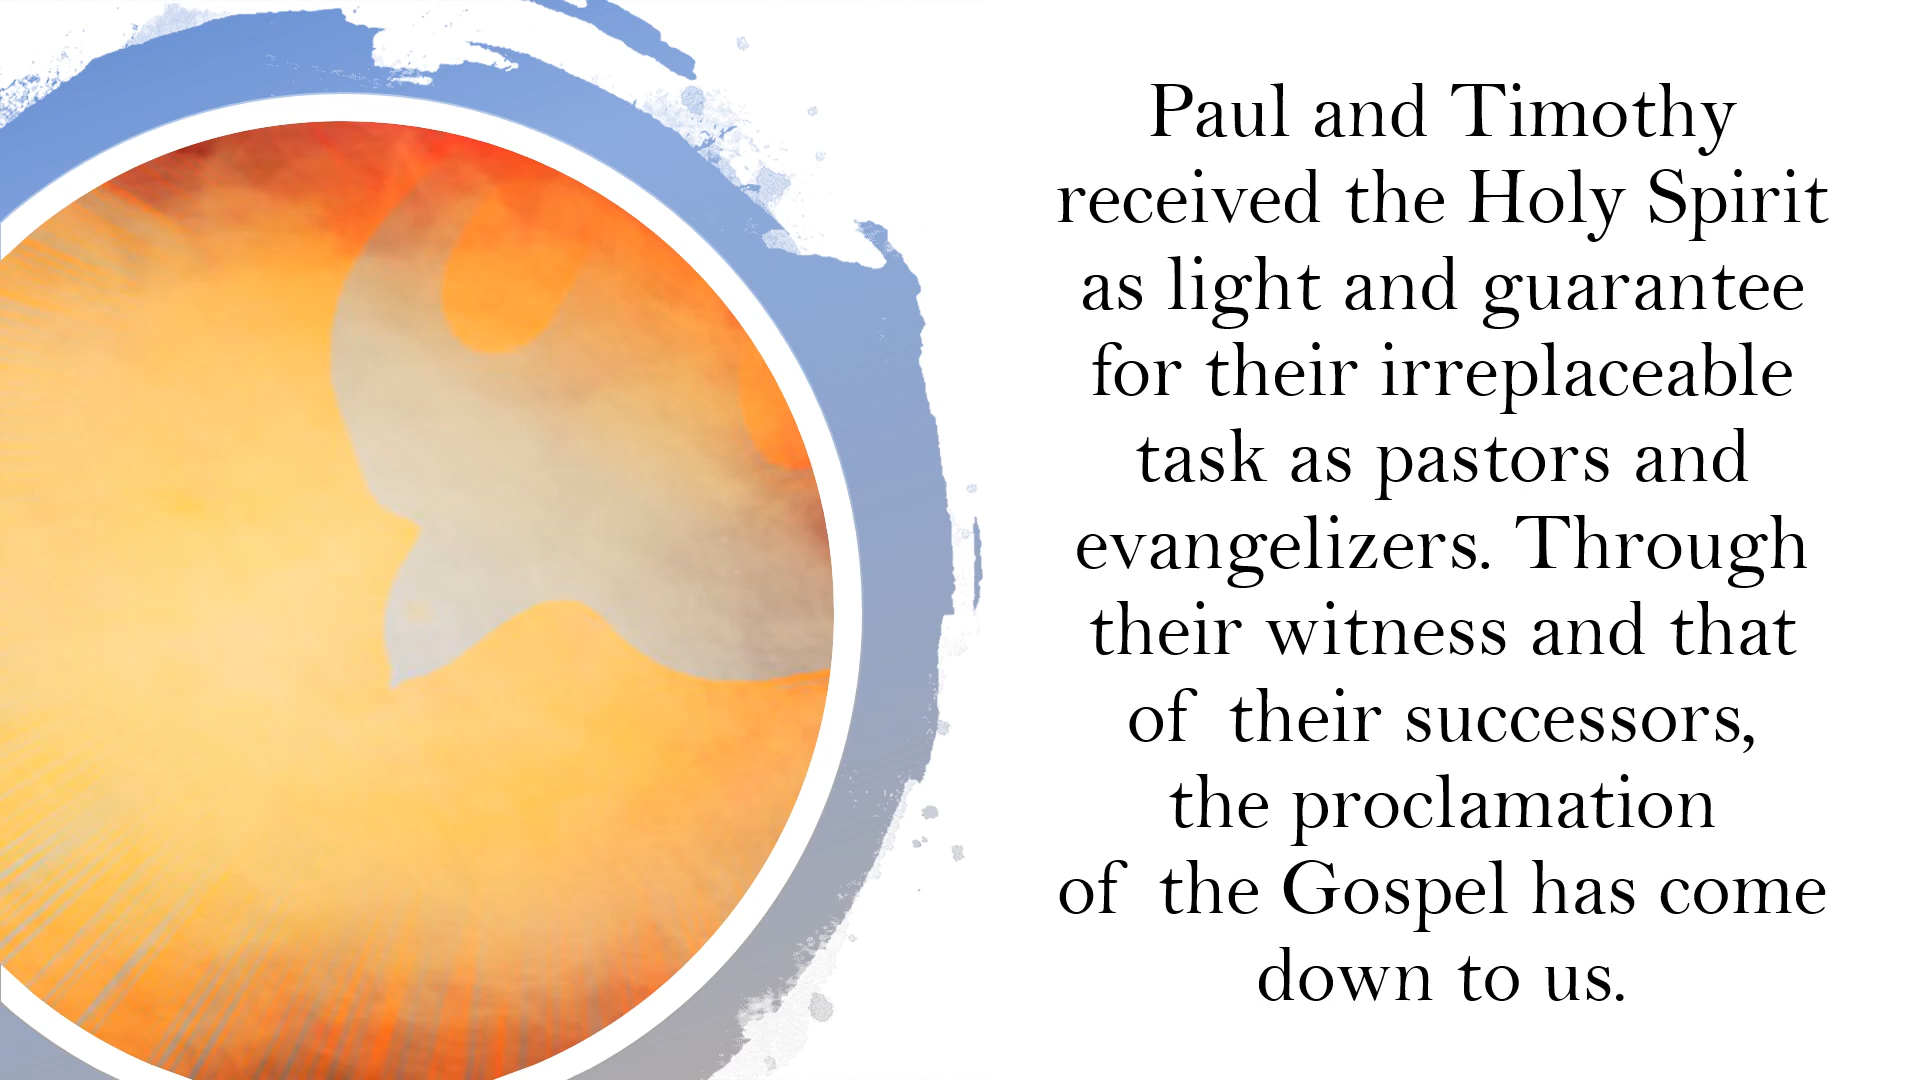 Paul and Timothy
received the Holy Spirit
as light and guarantee
for their irreplaceable
task as pastors and
evangelizers. Through
their witness and that
of their successors,
the proclamation
of the Gospel has come
down to us.